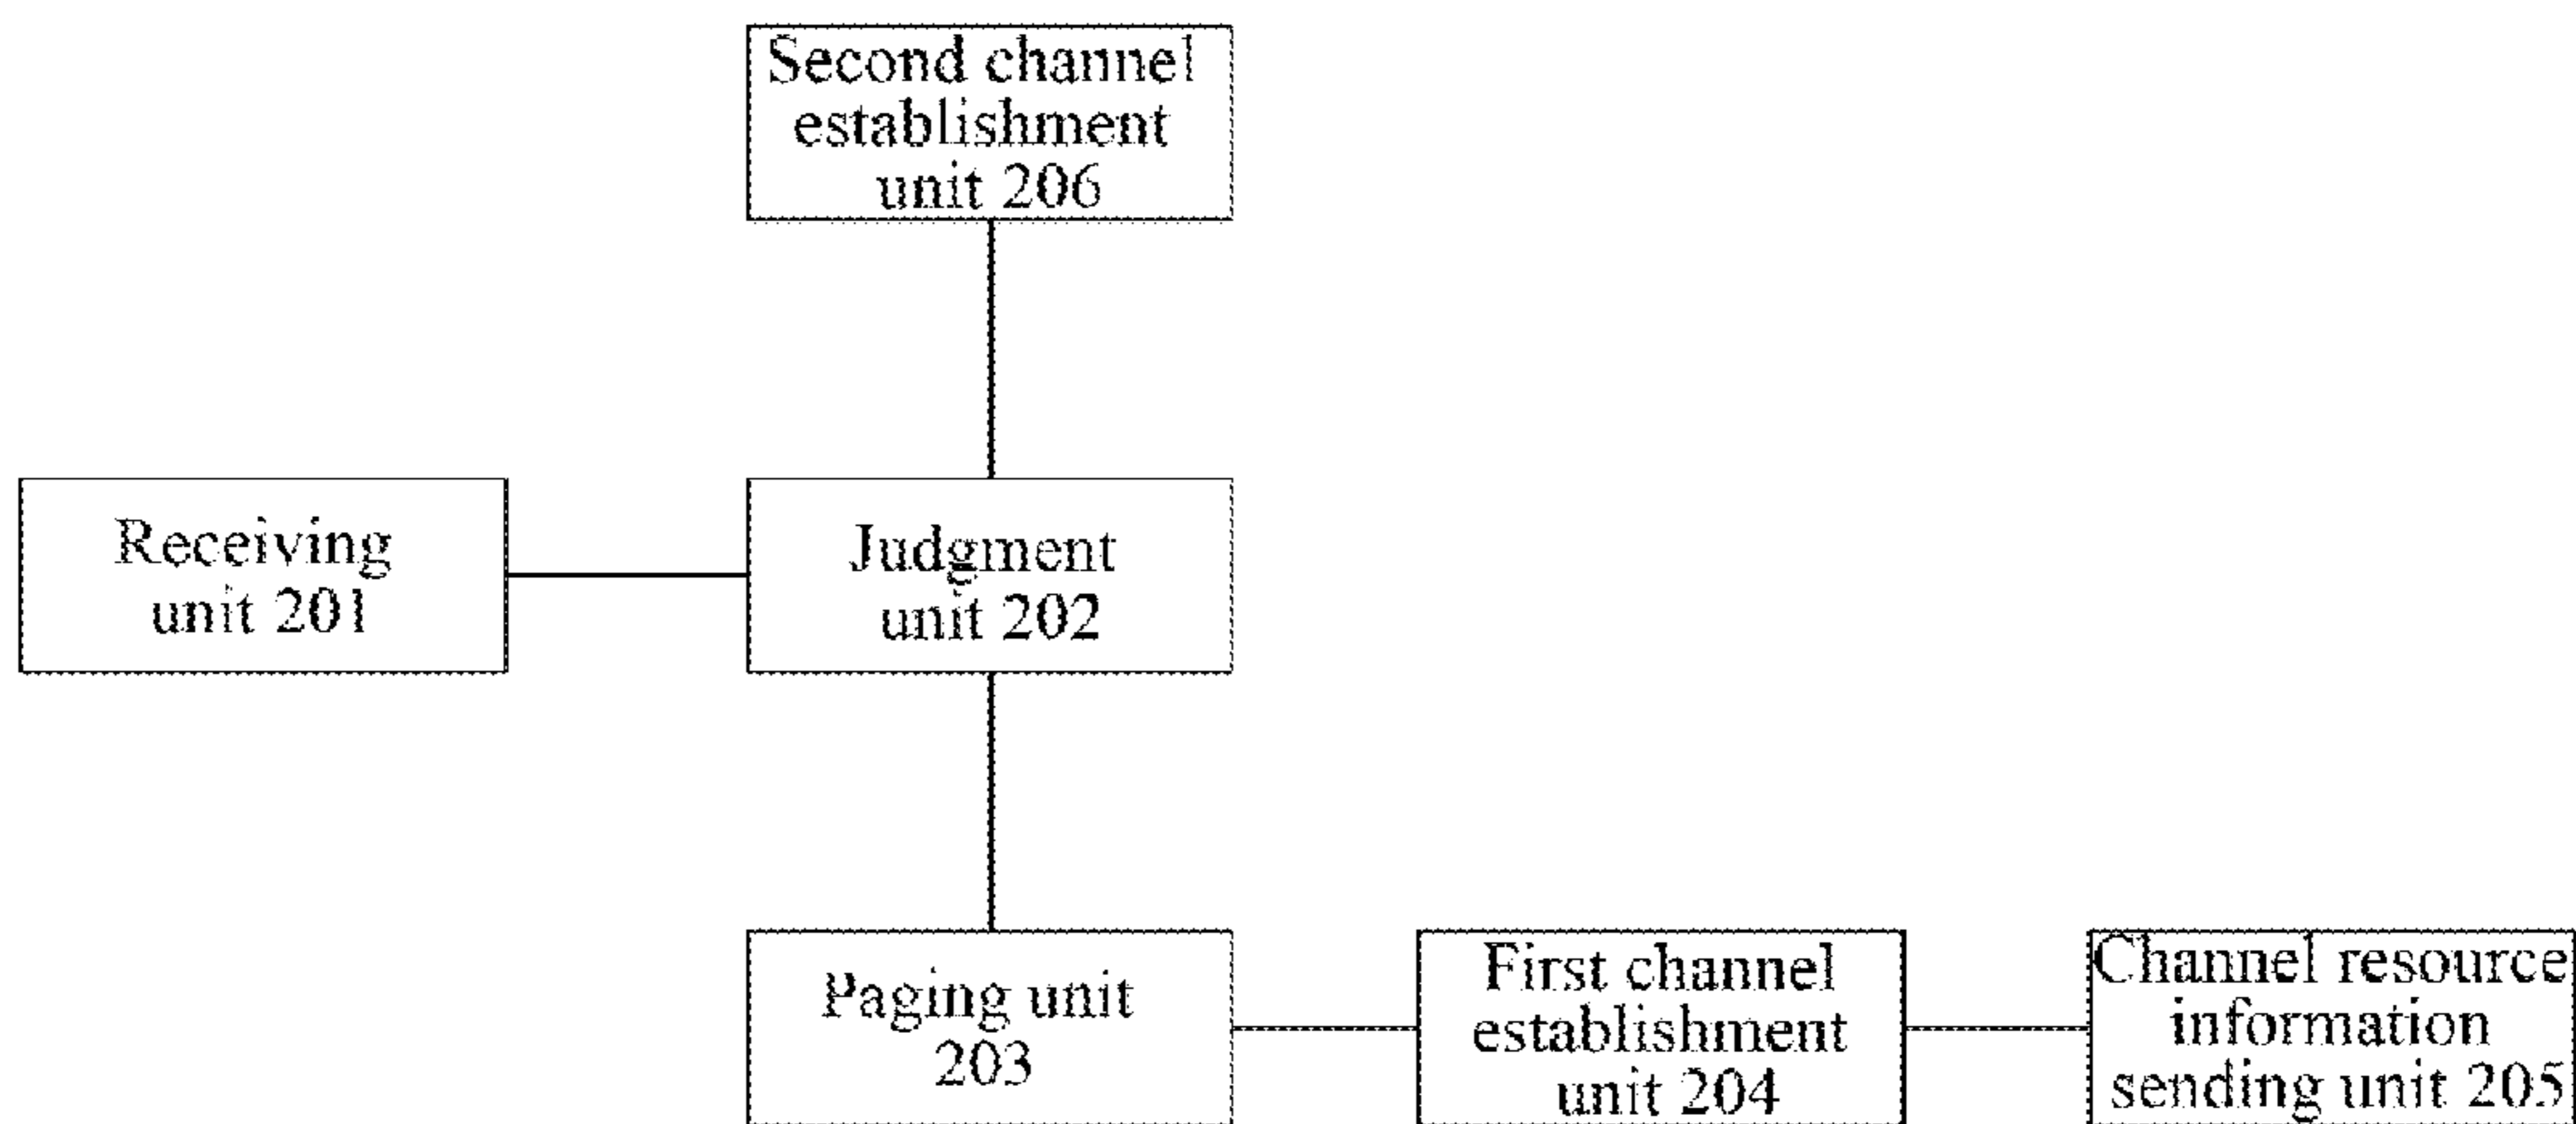 Second channel
establishment
unit 206
Receiving
unit 201
Judgment
unit 202
Paging unit
203
First channel
establishment
unit 204
Channel resource
information
sending unit 205